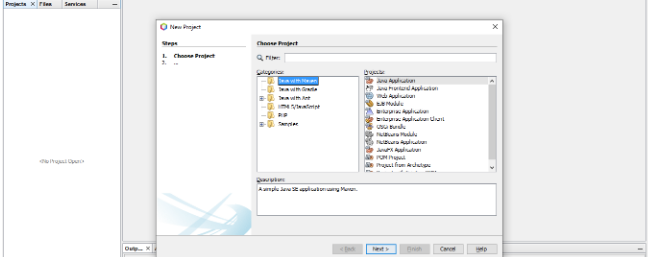 Projects × Files Services
New Project
Steps
Choose Project
1. Choose Project
2. ...
Filter:
Categories:
Projects:
Java with Maven
Java with Gradle
Java with Ant
HTML5/JavaScript
PHP
Samples
Java Application
Java Frontend Application
Web Application
EJB Module
Enterprise Application
Enterprise Application Client
OSGi Bundle
NetBeans Module
NetBeans Application
JavaFX Application
POM Project
Project from Archetype
<No Project Open>
Description:
A simple Java SE application using Maven.
Outp... ×
< Back
Next >
Finish
Cancel
Help